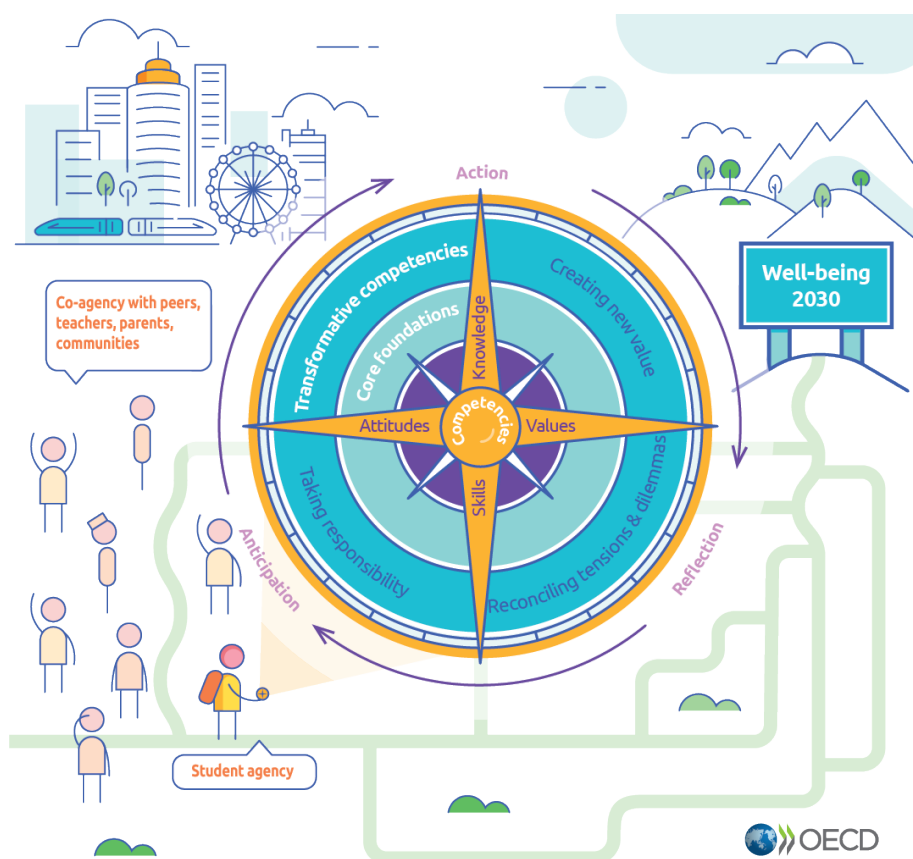 Action
Transformative competencies
Creating new value
Core foundations
Knowledge
Well-being
2030
Co-agency with peers,
teachers, parents,
communities
Attitudes
Competencies
Values
Skills
Taking responsibility
Reconciling tensions & dilemmas
Anticipation
Reflection
Student agency
OECD